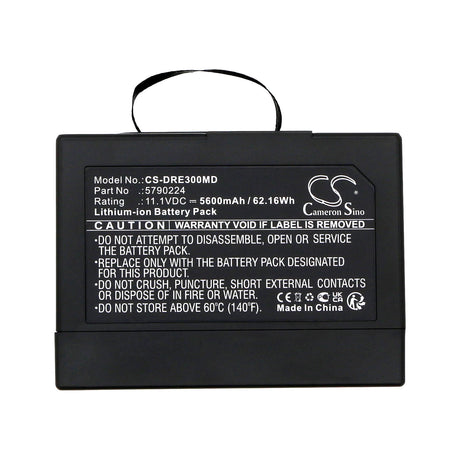 Model No.:CS-DRE300MD
Part No :5790224
Rating :11.1VDC⎓5600mAh / 62.16Wh
Lithium-ion Battery Pack
CS
Cameron Sino
CAUTION: WARRANTY VOID IF LABEL IS REMOVED
•DO NOT ATTEMPT TO OPEN, DISASSEMBLE OR SERVICE
THE BATTERY PACK.
•REPLACE ONLY WITH THE BATTERY PACK DESIGNATED
FOR THIS PRODUCT.
•DO NOT CRUSH, PUNCTURE, SHORT EXTERNAL CONTACTS
OR DISPOSE IN FIRE OR WATER.
•DO NOT STORE ABOVE 60°C (140°F).
Made In China